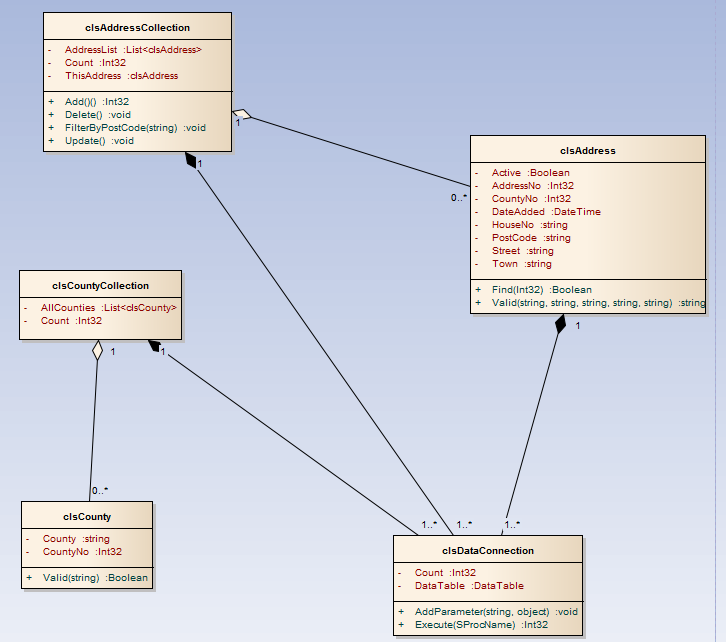 clsAddressCollection
- AddressList :List<clsAddress>
- Count :Int32
- ThisAddress :clsAddress
+ Add()() :Int32
+ Delete() :void
+ FilterByPostCode(string) :void
+ Update() :void
1
1
clsAddress
- Active :Boolean
- AddressNo :Int32
- CountyNo :Int32
- DateAdded :DateTime
- HouseNo :string
- PostCode :string
- Street :string
- Town :string
+ Find(Int32) :Boolean
+ Valid(string, string, string, string, string) :string
0..*
1
clsCountyCollection
- AllCounties :List<clsCounty>
- Count :Int32
1
1
0..*
clsCounty
- County :string
- CountyNo :Int32
+ Valid(string) :Boolean
1..*
1..*
1..*
clsDataConnection
- Count :Int32
- DataTable :DataTable
+ AddParameter(string, object) :void
+ Execute(SProcName) :Int32